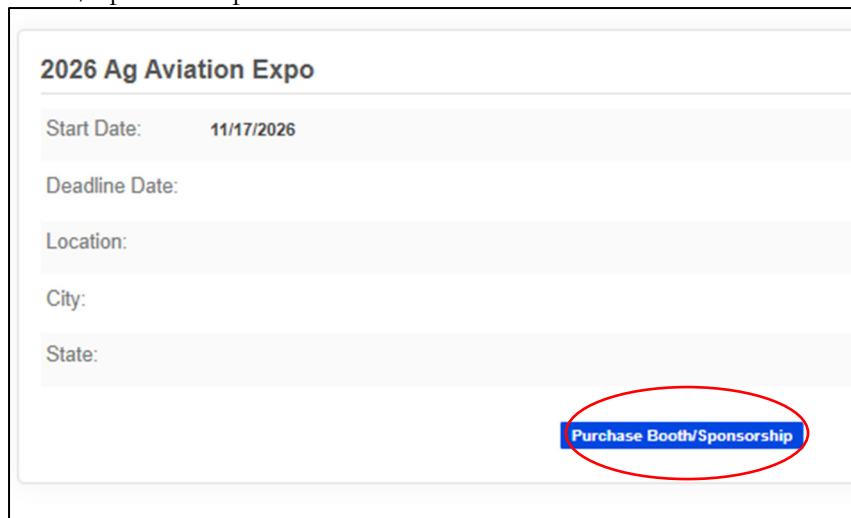 2026 Ag Aviation Expo
Start Date: 11/17/2026
Deadline Date:
Location:
City:
State:
Purchase Booth/Sponsorship